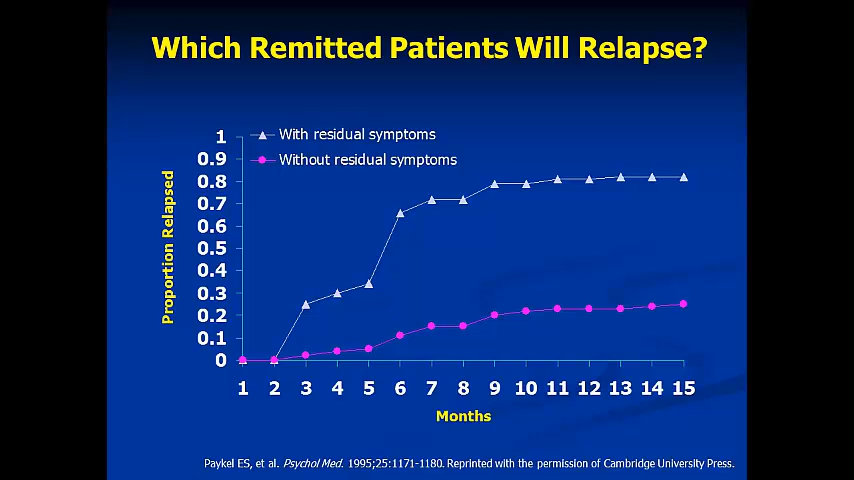 Which Remitted Patients Will Relapse?
With residual symptoms
Without residual symptoms
Proportion Relapsed
1
0.9
0.8
0.7
0.6
0.5
0.4
0.3
0.2
0.1
0
1 2 3 4 5 6 7 8 9 10 11 12 13 14 15
Months
Paykel ES, et al. Psychol Med. 1995;25:1171-1180. Reprinted with the permission of Cambridge University Press.